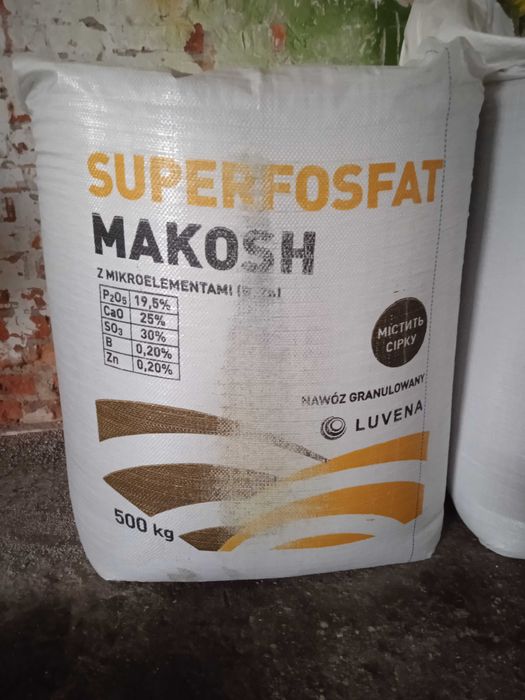 SUPERFOSFAT
MAKOSH
Z MIKROELEMENTAMI
P₂O₅ 19,5%
CaO 25%
SO₃ 30%
B 0,20%
Zn 0,20%
МІСТИТЬ
СІРКУ
NAWÓZ GRANULOWANY
LUVENA
500 kg